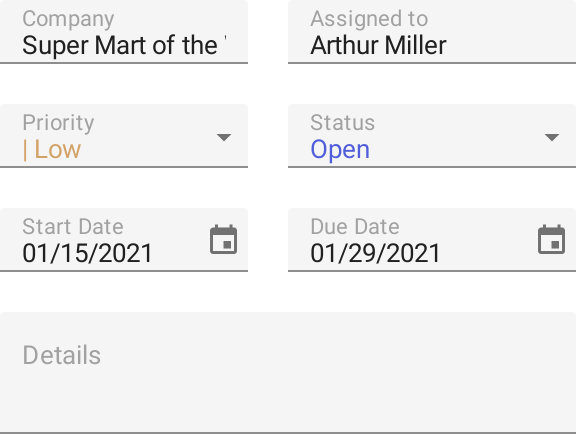 Company
Super Mart of the
Assigned to
Arthur Miller
Priority
| Low
Status
Open
Start Date
01/15/2021
Due Date
01/29/2021
Details